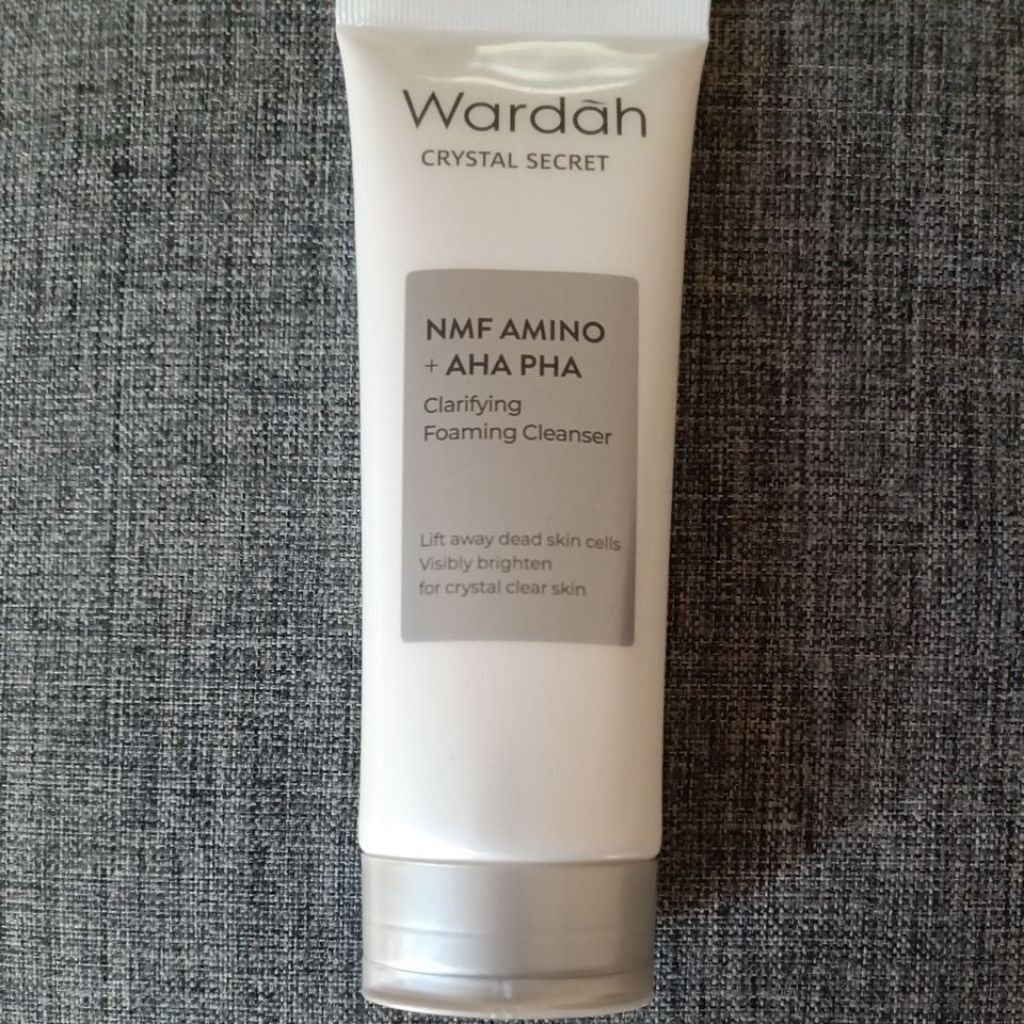 Wardāh
CRYSTAL SECRET
NMF AMINO
+ AHA PHA
Clarifying
Foaming Cleanser
Lift away dead skin cells
Visibly brighten
for crystal clear skin